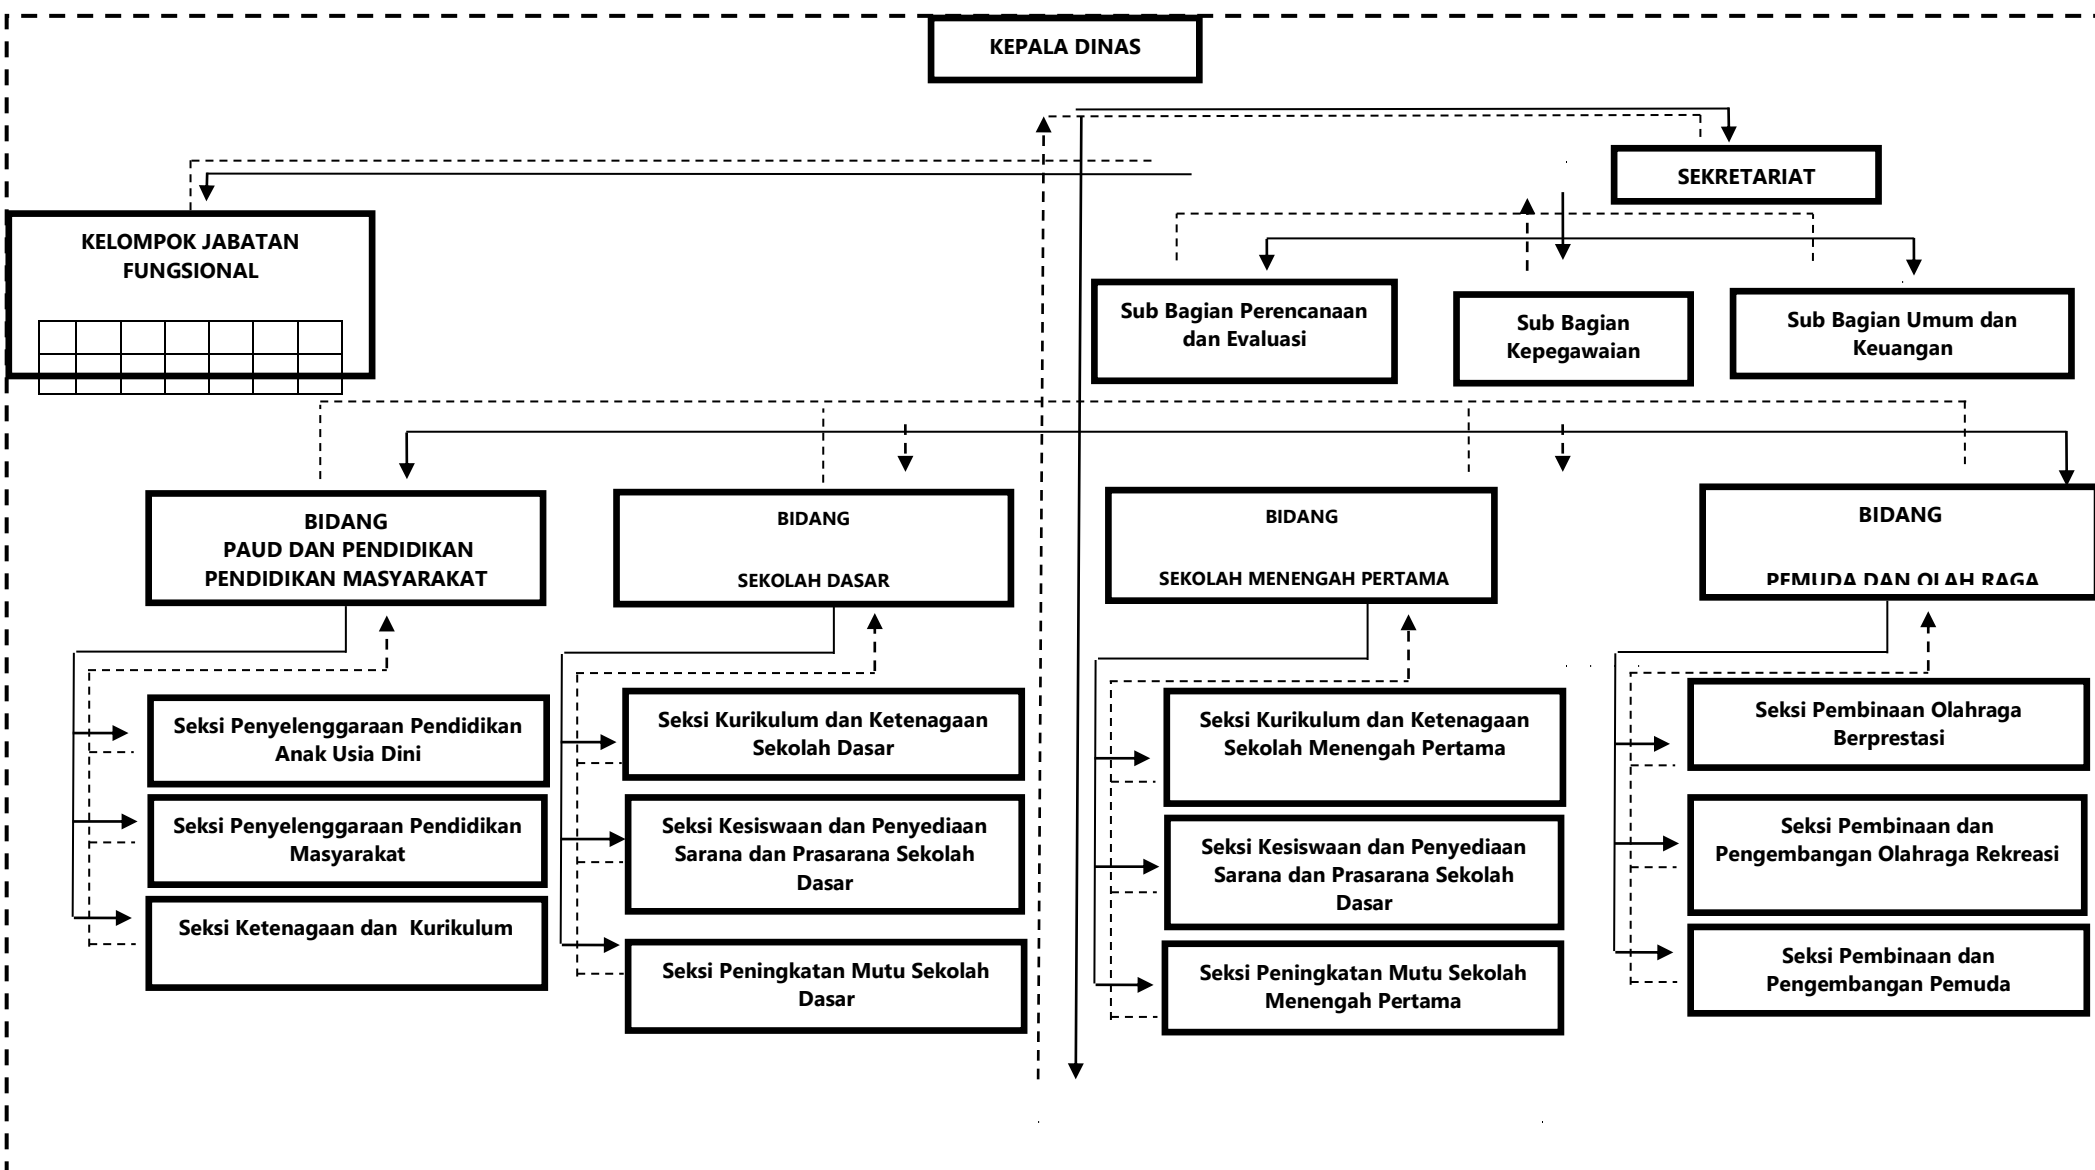 KEPALA DINAS
SEKRETARIAT
KELOMPOK JABATAN
FUNGSIONAL
Sub Bagian Perencanaan
dan Evaluasi
Sub Bagian
Kepegawaian
Sub Bagian Umum dan
Keuangan
BIDANG
PAUD DAN PENDIDIKAN
PENDIDIKAN MASYARAKAT
BIDANG
SEKOLAH DASAR
BIDANG
SEKOLAH MENENGAH PERTAMA
BIDANG
PEMUDA DAN OLAH RAGA
Seksi Penyelenggaraan Pendidikan
Anak Usia Dini
Seksi Penyelenggaraan Pendidikan
Masyarakat
Seksi Ketenagaan dan  Kurikulum
Seksi Kurikulum dan Ketenagaan
Sekolah Dasar
Seksi Kesiswaan dan Penyediaan
Sarana dan Prasarana Sekolah
Dasar
Seksi Peningkatan Mutu Sekolah
Dasar
Seksi Kurikulum dan Ketenagaan
Sekolah Menengah Pertama
Seksi Kesiswaan dan Penyediaan
Sarana dan Prasarana Sekolah
Dasar
Seksi Peningkatan Mutu Sekolah
Menengah Pertama
Seksi Pembinaan Olahraga
Berprestasi
Seksi Pembinaan dan
Pengembangan Olahraga Rekreasi
Seksi Pembinaan dan
Pengembangan Pemuda